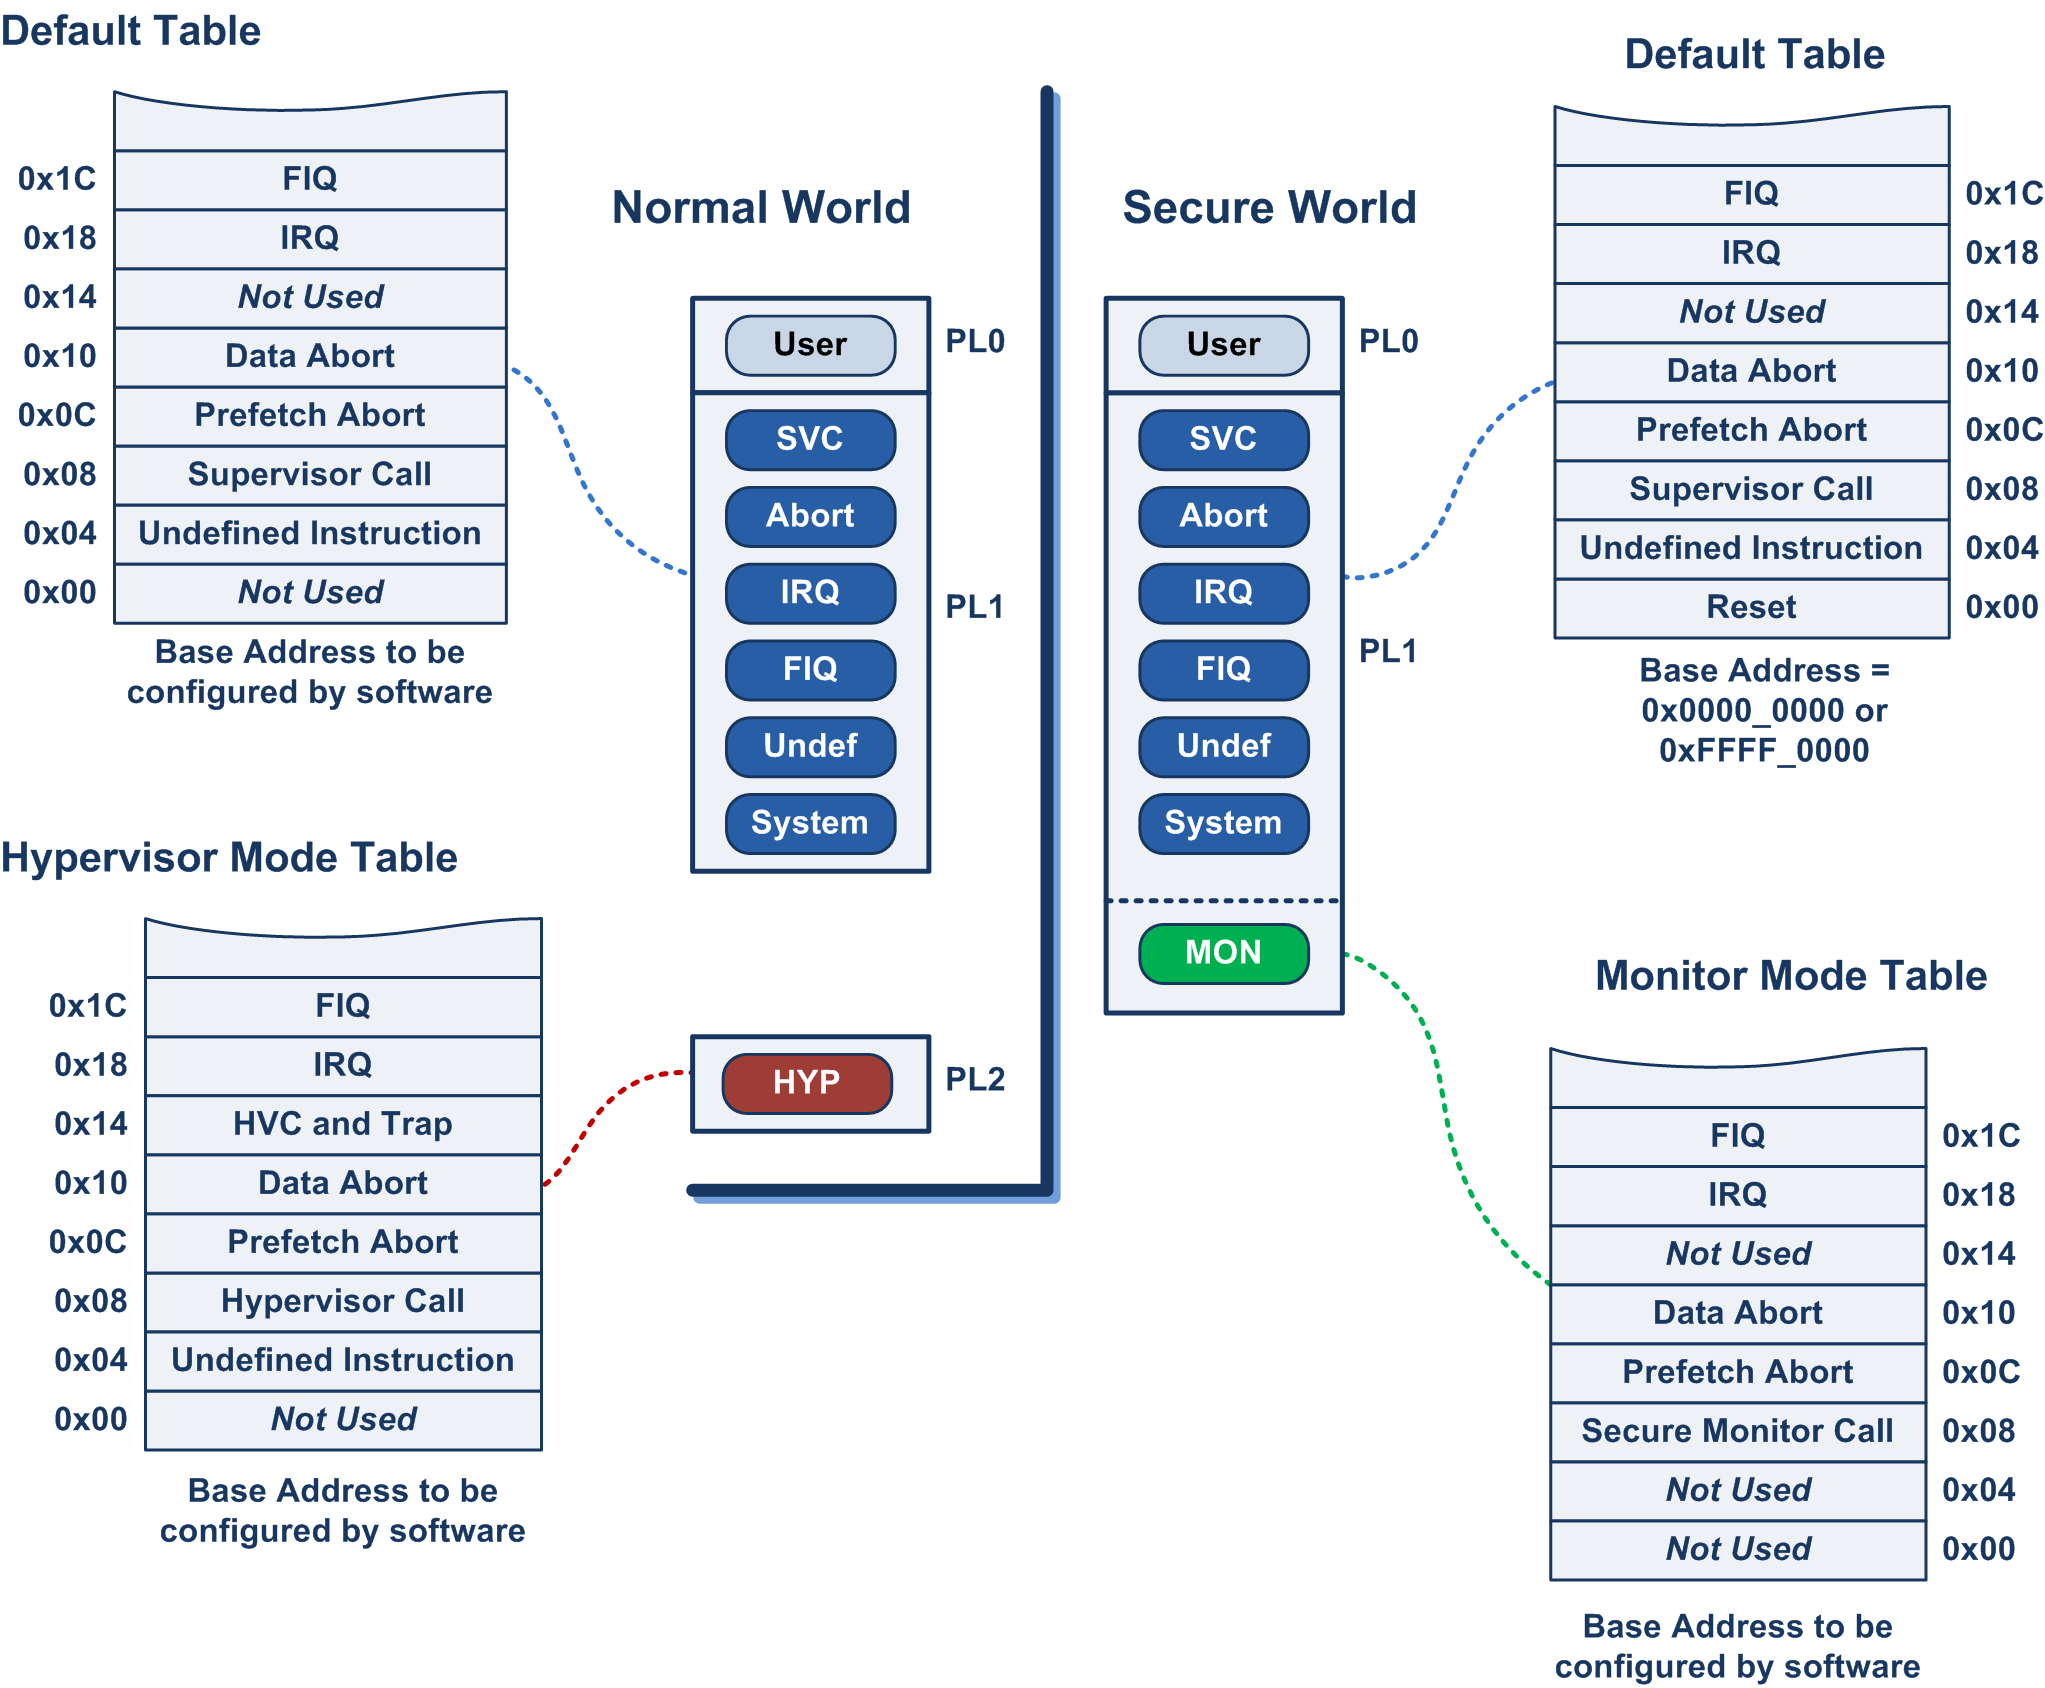 Default Table
0x1C FIQ
0x18 IRQ
0x14 Not Used
0x10 Data Abort
0x0C Prefetch Abort
0x08 Supervisor Call
0x04 Undefined Instruction
0x00 Not Used
Base Address to be
configured by software
Hypervisor Mode Table
0x1C FIQ
0x18 IRQ
0x14 HVC and Trap
0x10 Data Abort
0x0C Prefetch Abort
0x08 Hypervisor Call
0x04 Undefined Instruction
0x00 Not Used
Base Address to be
configured by software
Normal World
User PL0
SVC
Abort
IRQ
PL1
FIQ
Undef
System
HYP PL2
Secure World
User PL0
SVC
Abort
IRQ
PL1
FIQ
Undef
System
MON
Default Table
FIQ 0x1C
IRQ 0x18
Not Used 0x14
Data Abort 0x10
Prefetch Abort 0x0C
Supervisor Call 0x08
Undefined Instruction 0x04
Reset 0x00
Base Address =
0x0000_0000 or
0xFFFF_0000
Monitor Mode Table
FIQ 0x1C
IRQ 0x18
Not Used 0x14
Data Abort 0x10
Prefetch Abort 0x0C
Secure Monitor Call 0x08
Not Used 0x04
Not Used 0x00
Base Address to be
configured by software